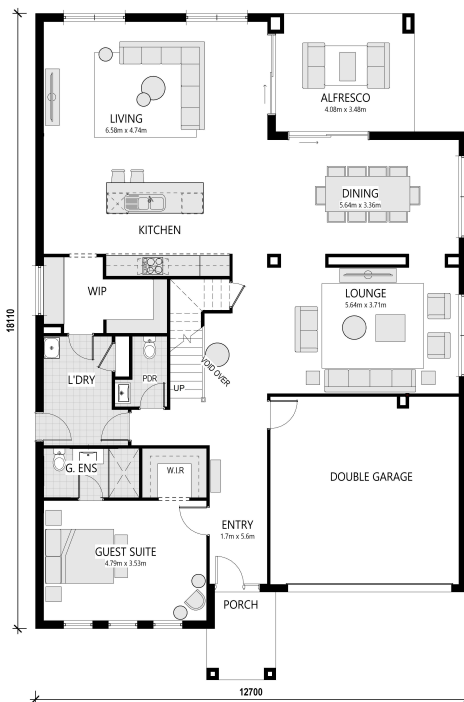 LIVING
6.58m x 4.74m
ALFRESCO
4.08m x 3.48m
DINING
5.64m x 3.36m
KITCHEN
WIP
LOUNGE
5.64m x 3.71m
18110
VOID OVER
L'DRY
PDR
UP
G. ENS
W.I.R
DOUBLE GARAGE
ENTRY
1.7m x 5.6m
GUEST SUITE
4.79m x 3.53m
PORCH
12700